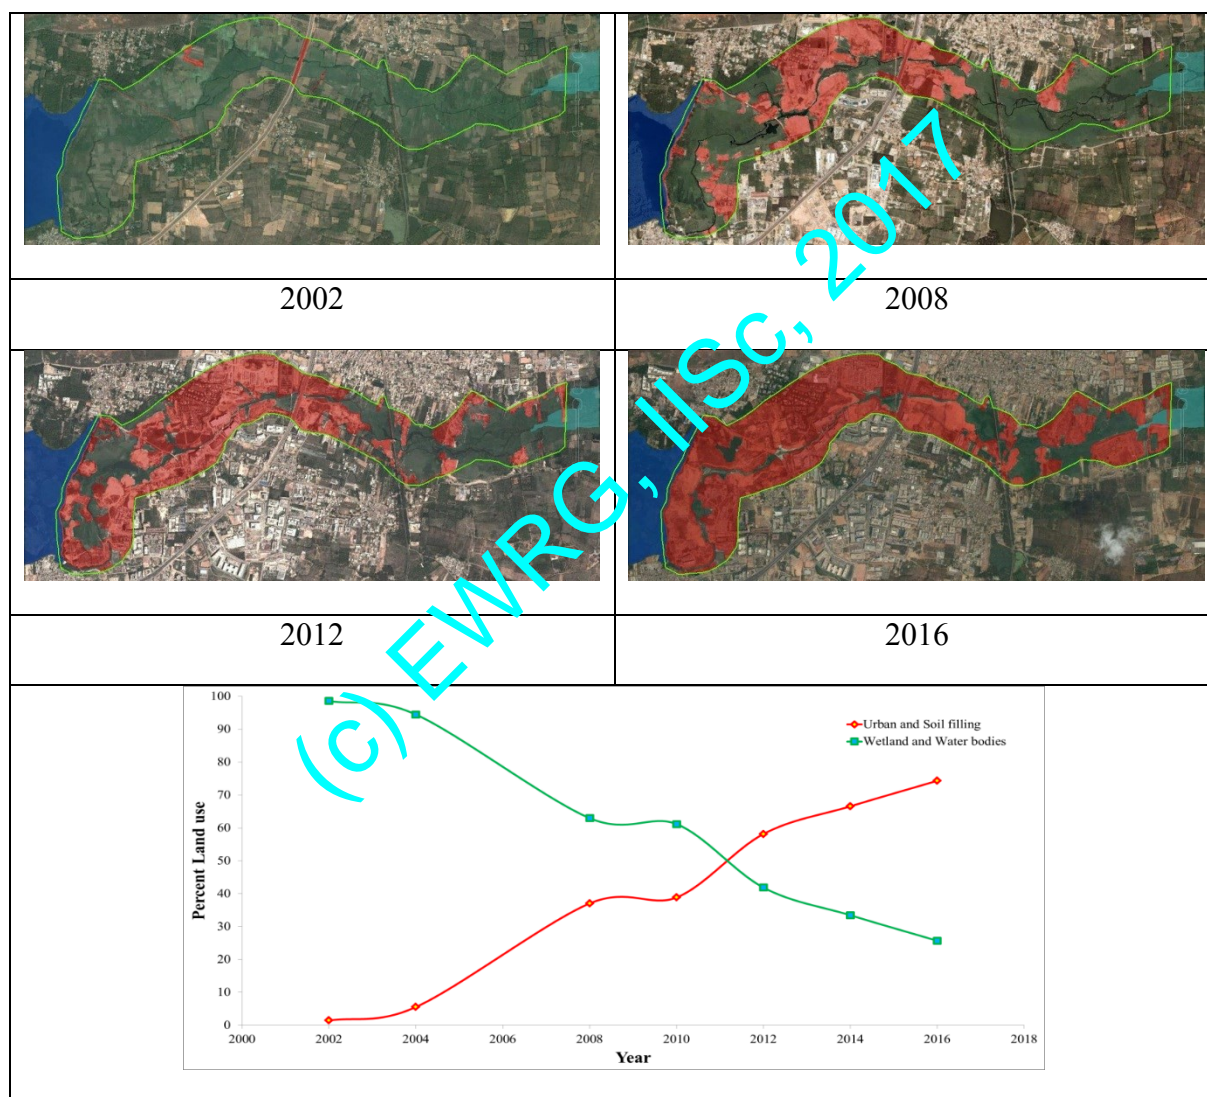 2002
2008
2012
2016
(c) EWRG, IISc, 2017
100
90
80
70
60
50
40
30
20
10
0
Percent Land use
Urban and Soil filling
Wetland and Water bodies
2000 2002 2004 2006 2008 2010 2012 2014 2016 2018
Year